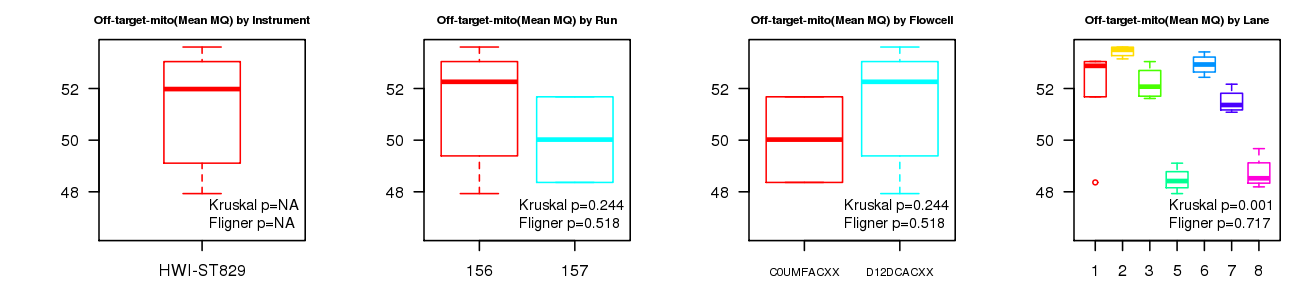 Off-target-mito(Mean MQ) by Instrument
52
50
48
Kruskal p=NA
Fligner p=NA
HWI-ST829
Off-target-mito(Mean MQ) by Run
52
50
48
Kruskal p=0.244
Fligner p=0.518
156 157
Off-target-mito(Mean MQ) by Flowcell
52
50
48
Kruskal p=0.244
Fligner p=0.518
C0UMFACXX D12DCACXX
Off-target-mito(Mean MQ) by Lane
52
50
48
Kruskal p=0.001
Fligner p=0.717
1 2 3 5 6 7 8